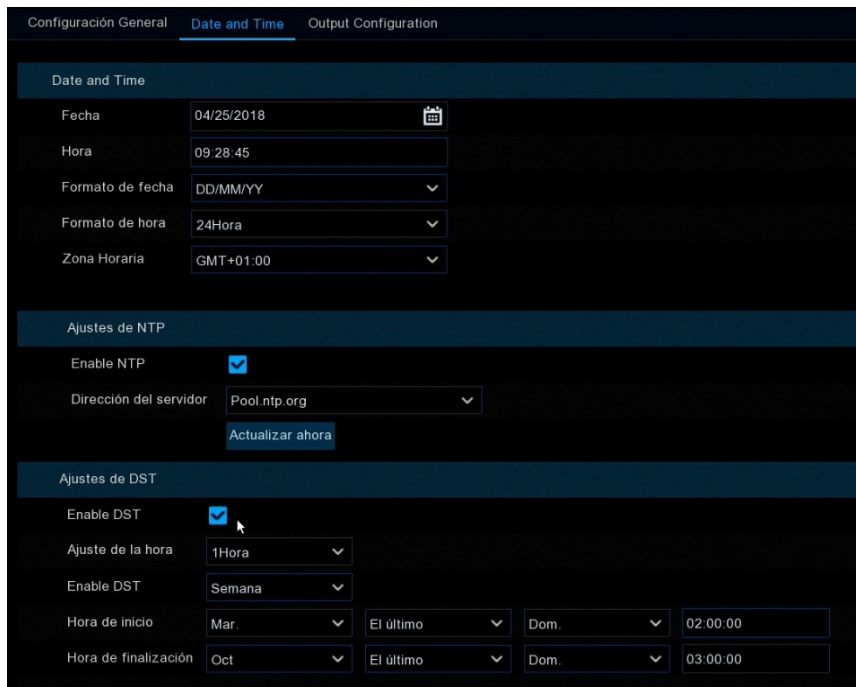 Configuración General Date and Time Output Configuration
Date and Time
Fecha 04/25/2018
Hora 09:28:45
Formato de fecha DD/MM/YY
Formato de hora 24Hora
Zona Horaria GMT+01:00
Ajustes de NTP
Enable NTP
Dirección del servidor Pool.ntp.org
Actualizar ahora
Ajustes de DST
Enable DST
Ajuste de la hora 1Hora
Enable DST Semana
Hora de inicio Mar. El último Dom. 02:00:00
Hora de finalización Oct El último Dom. 03:00:00